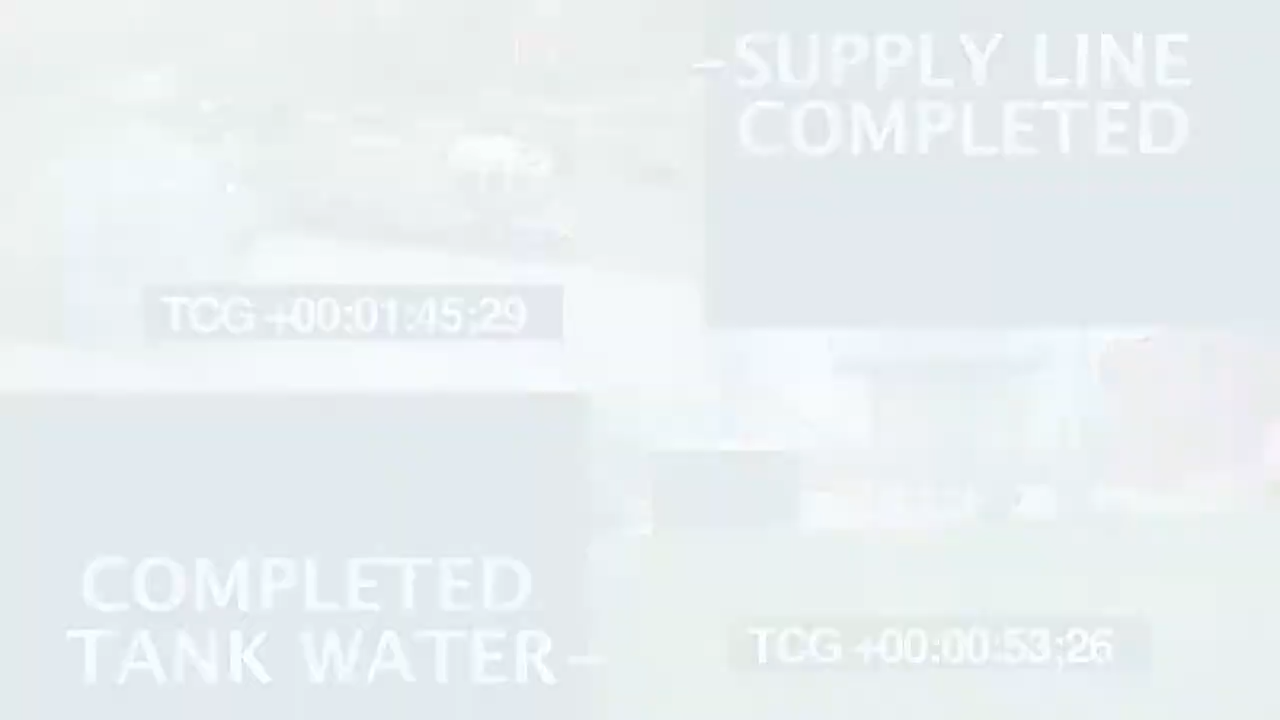 –SUPPLY LINE
COMPLETED
TCG +00:01:45;29
COMPLETED
TANK WATER–
TCG +00:00:53;26